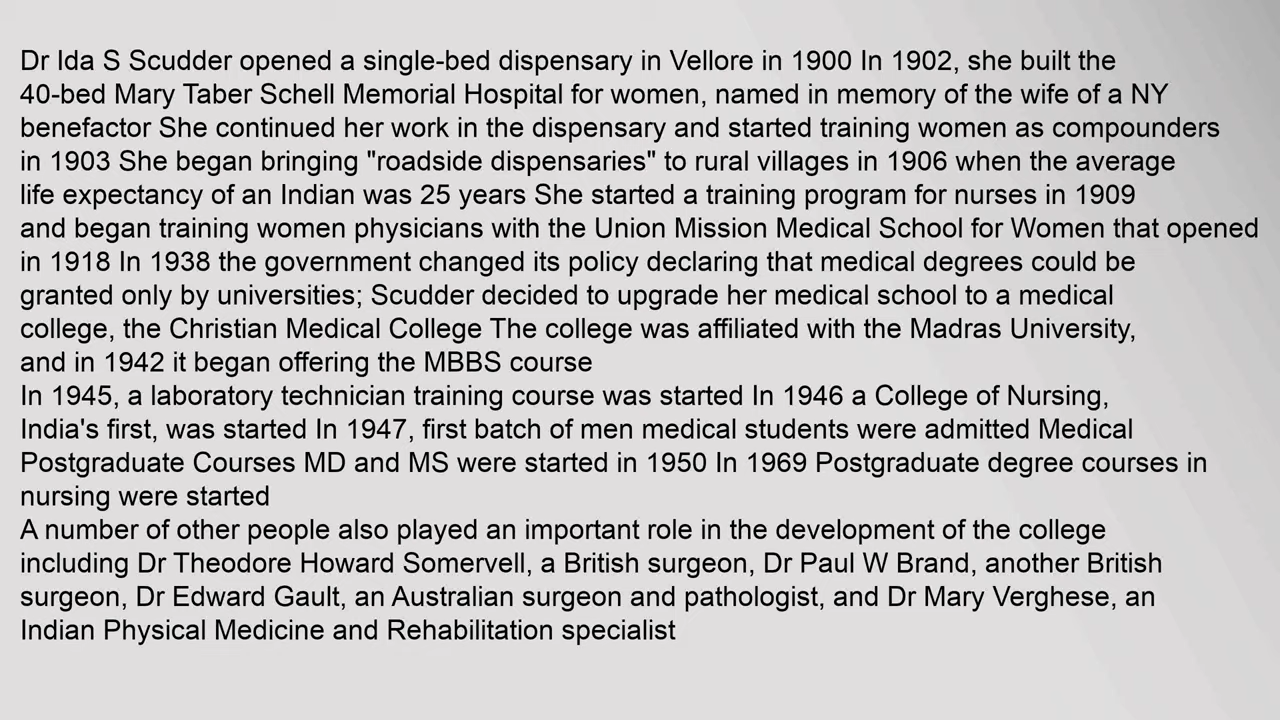 Dr Ida S Scudder opened a single-bed dispensary in Vellore in 1900 In 1902, she built the
40-bed Mary Taber Schell Memorial Hospital for women, named in memory of the wife of a NY
benefactor She continued her work in the dispensary and started training women as compounders
in 1903 She began bringing "roadside dispensaries" to rural villages in 1906 when the average
life expectancy of an Indian was 25 years She started a training program for nurses in 1909
and began training women physicians with the Union Mission Medical School for Women that opened
in 1918 In 1938 the government changed its policy declaring that medical degrees could be
granted only by universities; Scudder decided to upgrade her medical school to a medical
college, the Christian Medical College The college was affiliated with the Madras University,
and in 1942 it began offering the MBBS course
In 1945, a laboratory technician training course was started In 1946 a College of Nursing,
India's first, was started In 1947, first batch of men medical students were admitted Medical
Postgraduate Courses MD and MS were started in 1950 In 1969 Postgraduate degree courses in
nursing were started
A number of other people also played an important role in the development of the college
including Dr Theodore Howard Somervell, a British surgeon, Dr Paul W Brand, another British
surgeon, Dr Edward Gault, an Australian surgeon and pathologist, and Dr Mary Verghese, an
Indian Physical Medicine and Rehabilitation specialist